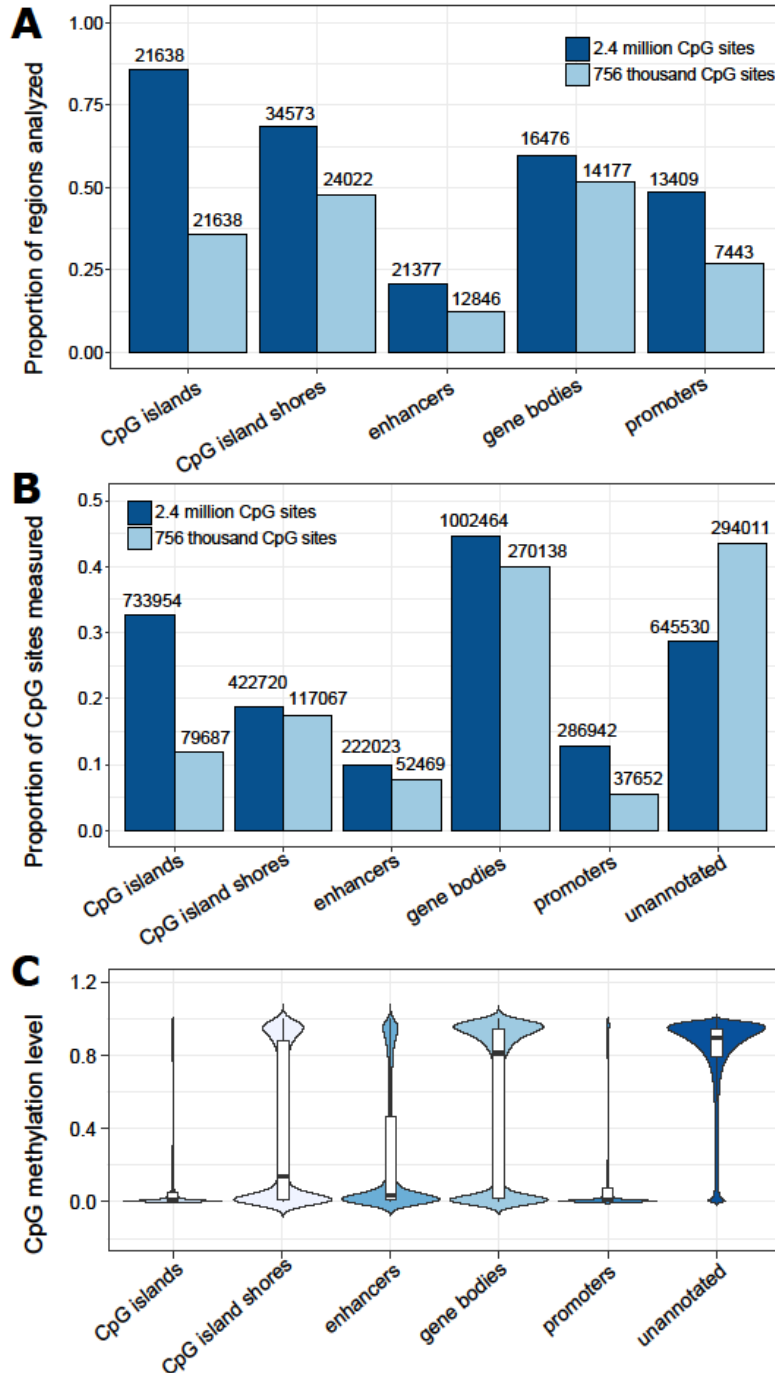 A
Proportion of regions analyzed
1.00
0.75
0.50
0.25
0.00
2.4 million CpG sites
756 thousand CpG sites
21638
21638
34573
24022
21377
12846
16476
14177
13409
7443
CpG islands
CpG island shores
enhancers
gene bodies
promoters
B
Proportion of CpG sites measured
0.5
0.4
0.3
0.2
0.1
0.0
2.4 million CpG sites
756 thousand CpG sites
733954
79687
422720
117067
222023
52469
1002464
270138
286942
37652
645530
294011
CpG islands
CpG island shores
enhancers
gene bodies
promoters
unannotated
C
CpG methylation level
1.2
0.8
0.4
0.0
CpG islands
CpG island shores
enhancers
gene bodies
promoters
unannotated